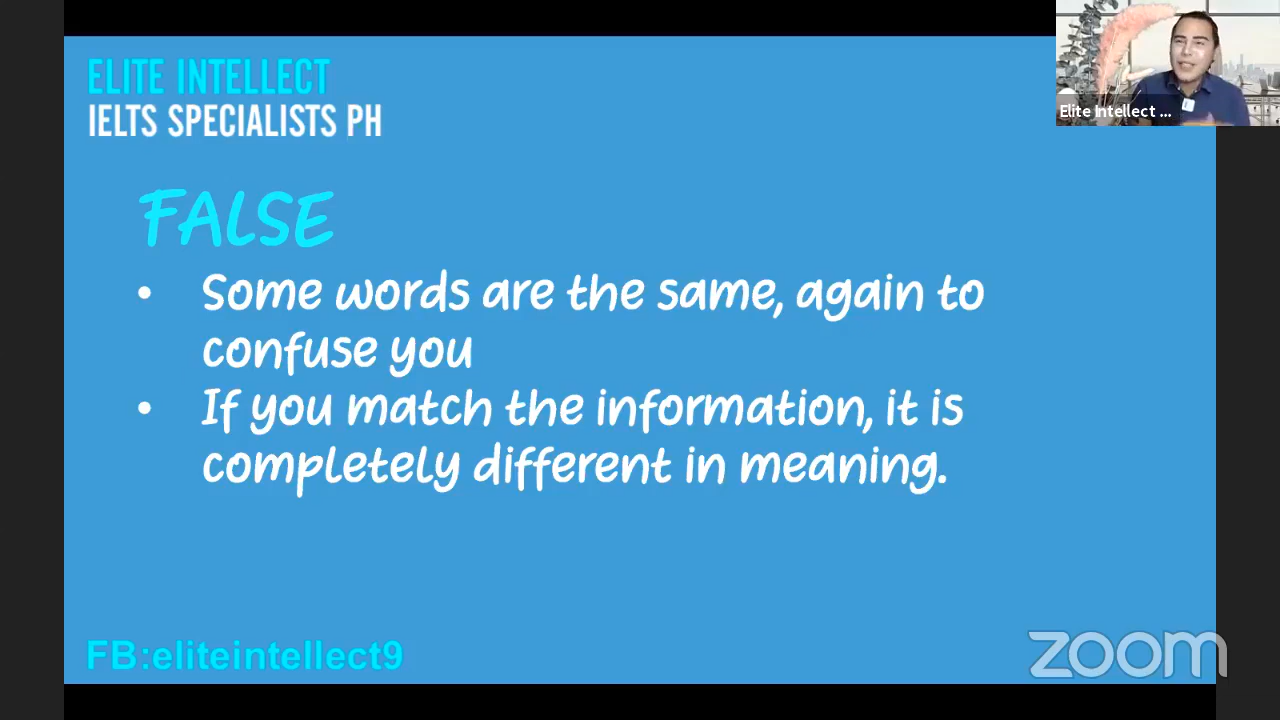 ELITE INTELLECT
IELTS SPECIALISTS PH
Elite Intellect ...
FALSE
• Some words are the same, again to
confuse you
• If you match the information, it is
completely different in meaning.
FB:eliteintellect9
zoom